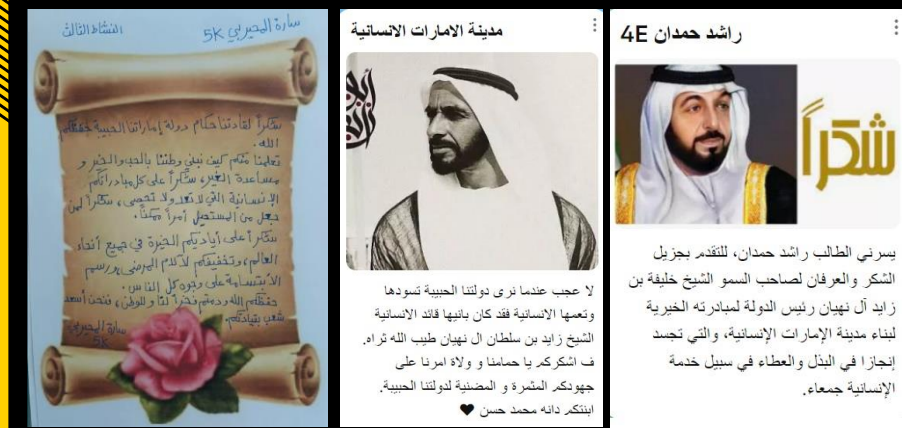 النشاط الثالث
سارة المحيربي 5K
شكراً لقادتنا حكام دولة إماراتنا الحبيبة حفظكم
الله.
تعلمنا منكم كيف نبني وطننا بالحب والخير و
مساعدة الغير، شكراً على كل مبادراتكم
الإنسانية التي لا تعد ولا تحصى، شكراً لمن
جعل من المستحيل أمراً ممكناً.
شكراً على أياديكم الخيرة في جميع أنحاء
العالم، وتخفيفكم لآلام المرضى ورسم
الابتسامة على وجوه كل الناس.
حفظكم الله ودمتم فخراً لنا وللوطن، فنحن أسعد
شعب بقيادتكم.
سارة المحيربي
5K
مدينة الامارات الانسانية
لا عجب عندما نرى دولتنا الحبيبة تسودها
وتعمها الانسانية فقد كان بانيها قائد الانسانية
الشيخ زايد بن سلطان ال نهيان طيب الله ثراه.
ف اشكركم يا حمامنا و ولاة امرنا على
جهودكم المثمرة و المضنية لدولتنا الحبيبة.
ابنتكم دانه محمد حسن ♥
راشد حمدان 4E
شكراً
يسرني الطالب راشد حمدان، للتقدم بجزيل
الشكر والعرفان لصاحب السمو الشيخ خليفة بن
زايد آل نهيان رئيس الدولة لمبادرته الخيرية
لبناء مدينة الإمارات الإنسانية، والتي تجسد
إنجازا في البذل والعطاء في سبيل خدمة
الإنسانية جمعاء.